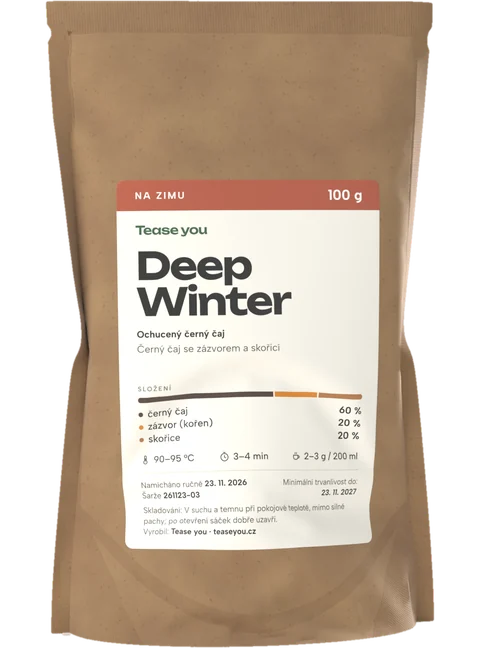 NA ZIMU 100 g
Tease you
Deep
Winter
Ochucený černý čaj
Černý čaj se zázvorem a skořicí
SLOŽENÍ
• černý čaj 60 %
• zázvor (kořen) 20 %
• skořice 20 %
90–95 °C 3–4 min 2–3 g / 200 ml
Namícháno ručně 23. 11. 2026 Minimální trvanlivost do:
Šarže 261123-03 23. 11. 2027
Skladování: V suchu a temnu při pokojové teplotě, mimo silné
pachy; po otevření sáček dobře uzavři.
Vyrobil: Tease you · teaseyou.cz